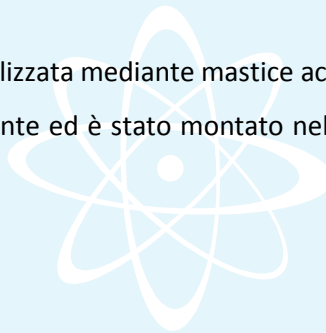 lizzata mediante mastice ac
nte ed è stato montato nel